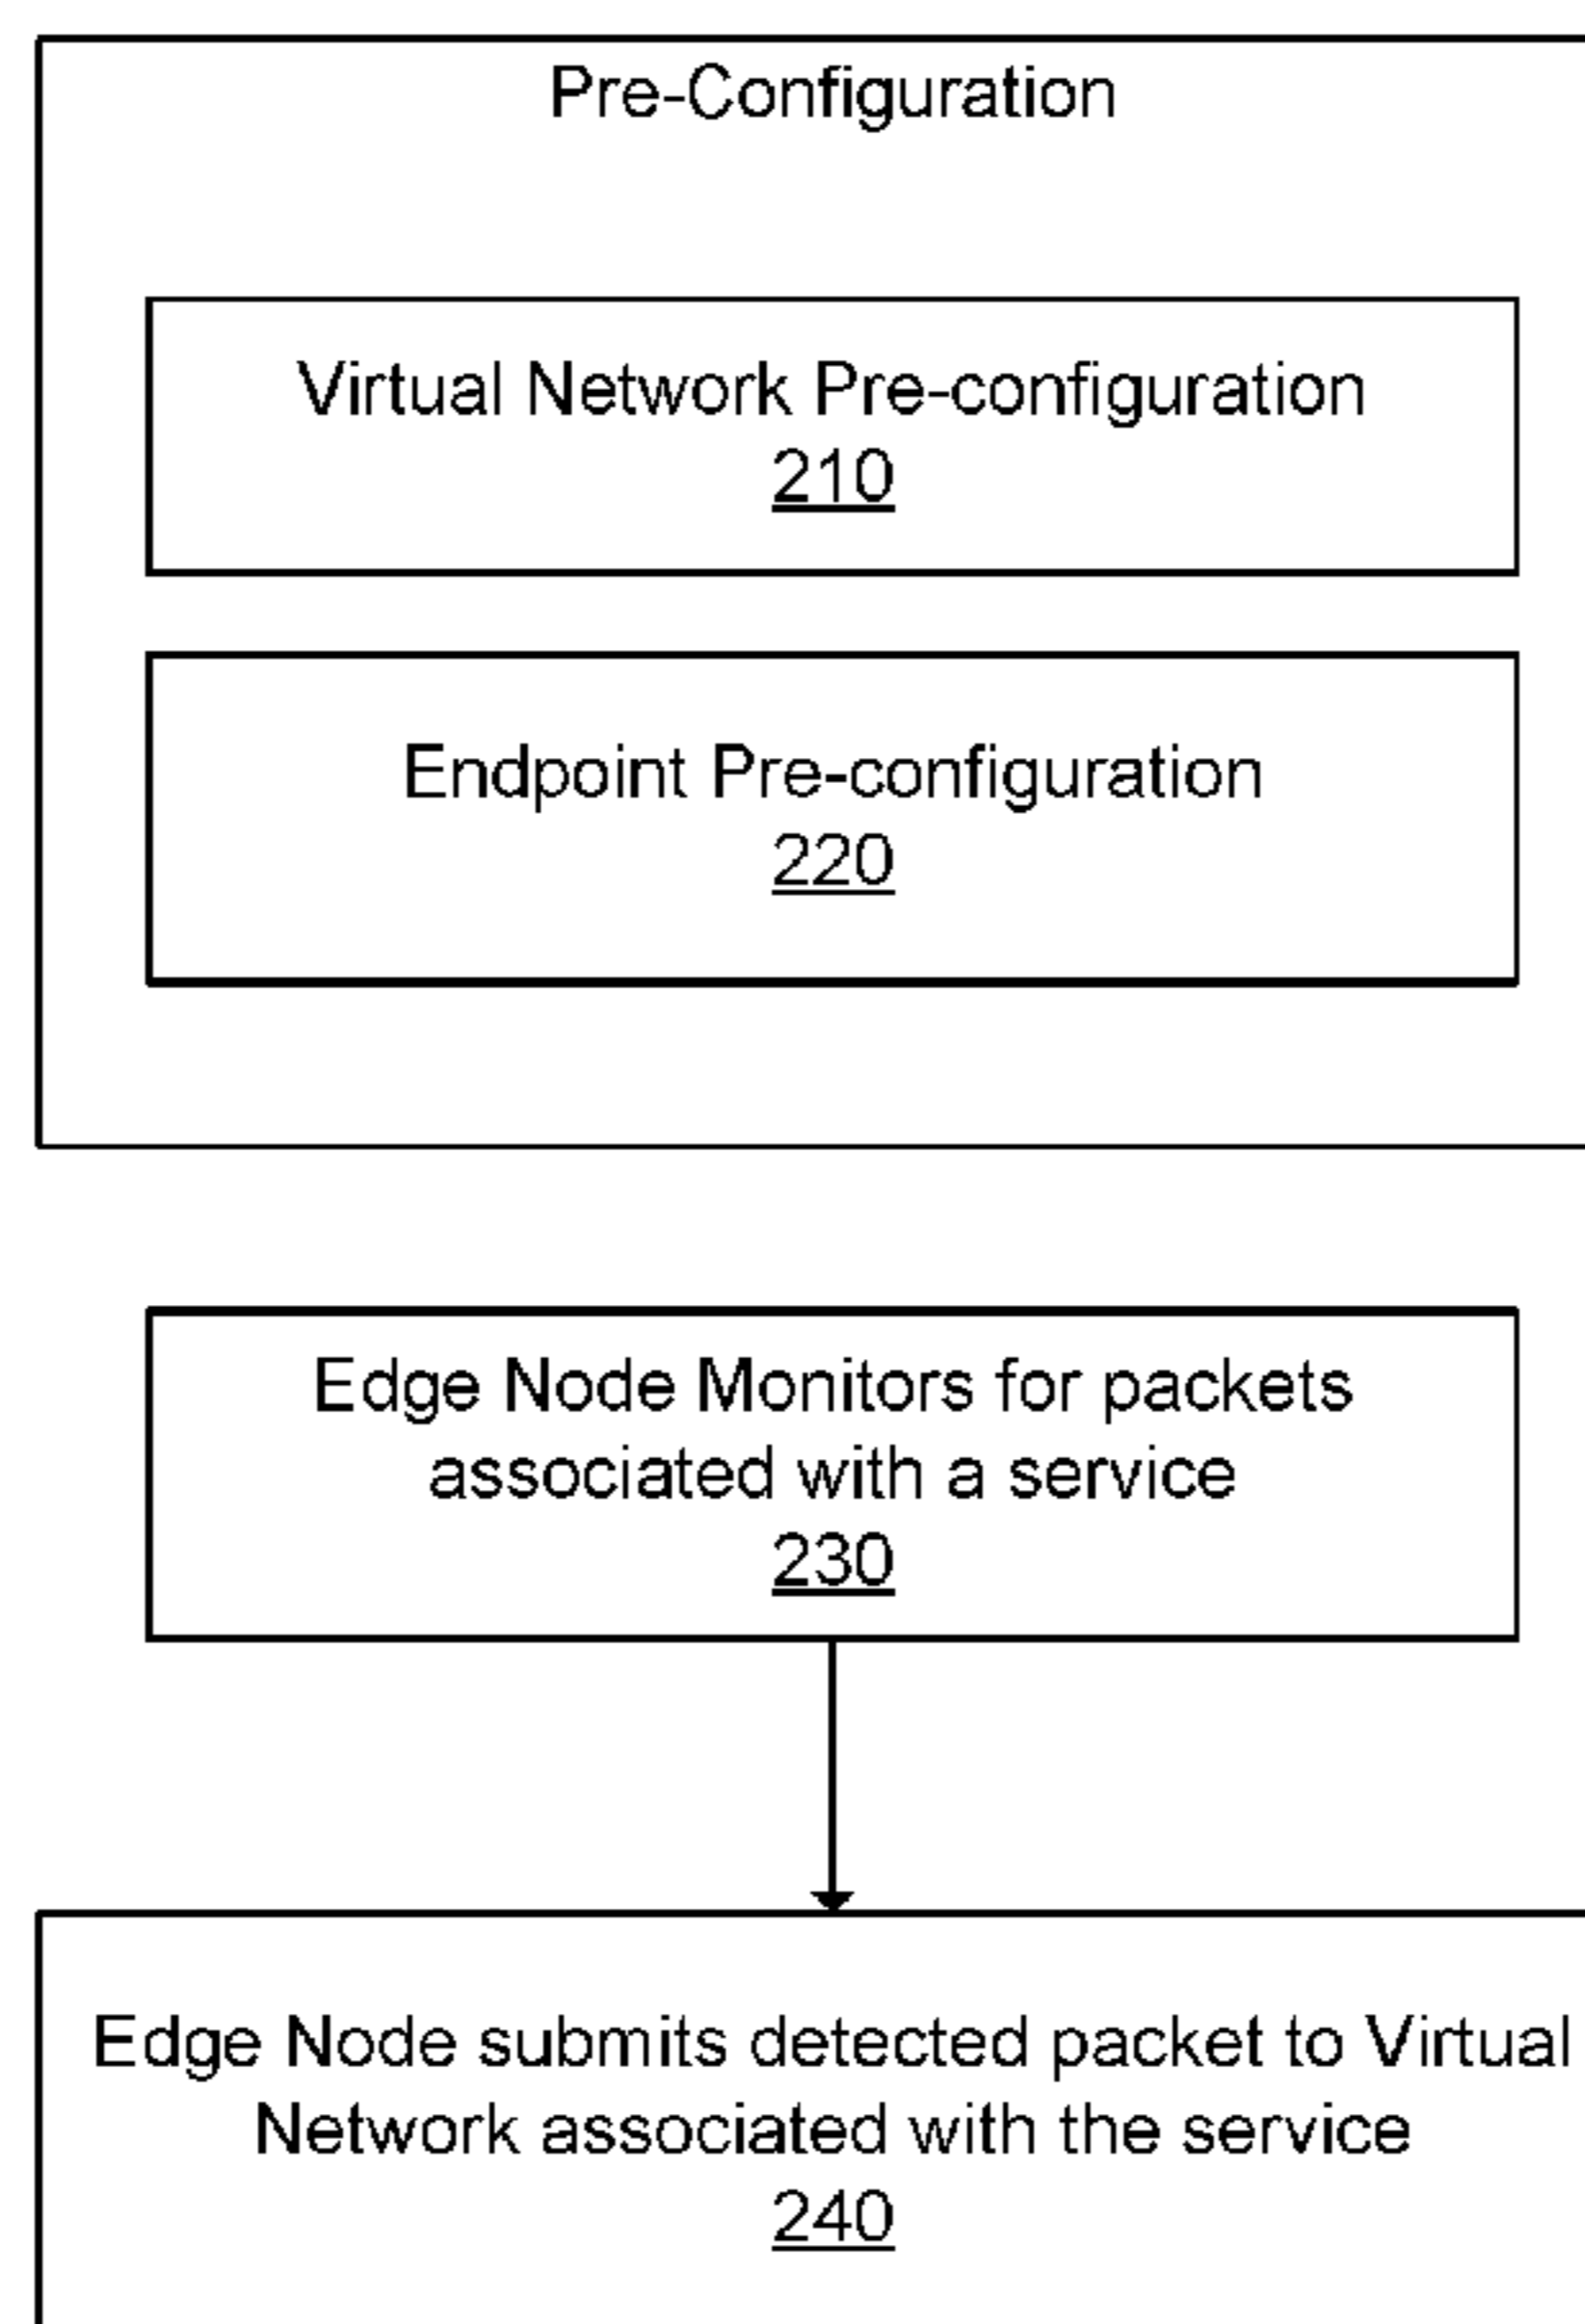 Pre-Configuration
Virtual Network Pre-configuration
210
Endpoint Pre-configuration
220
Edge Node Monitors for packets
associated with a service
230
Edge Node submits detected packet to Virtual
Network associated with the service
240